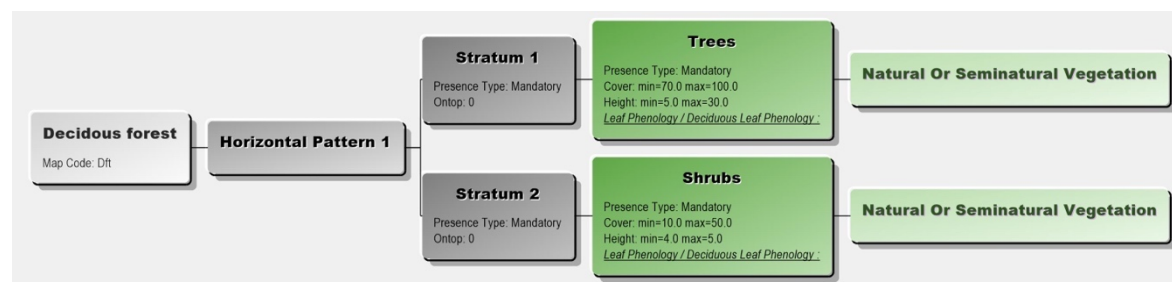 Decidous forest
Map Code: Dft
Horizontal Pattern 1
Stratum 1
Presence Type: Mandatory
Ontop: 0
Trees
Presence Type: Mandatory
Cover: min=70.0 max=100.0
Height: min=5.0 max=30.0
Leaf Phenology / Deciduous Leaf Phenology :
Natural Or Seminatural Vegetation
Stratum 2
Presence Type: Mandatory
Ontop: 0
Shrubs
Presence Type: Mandatory
Cover: min=10.0 max=50.0
Height: min=4.0 max=5.0
Leaf Phenology / Deciduous Leaf Phenology :
Natural Or Seminatural Vegetation